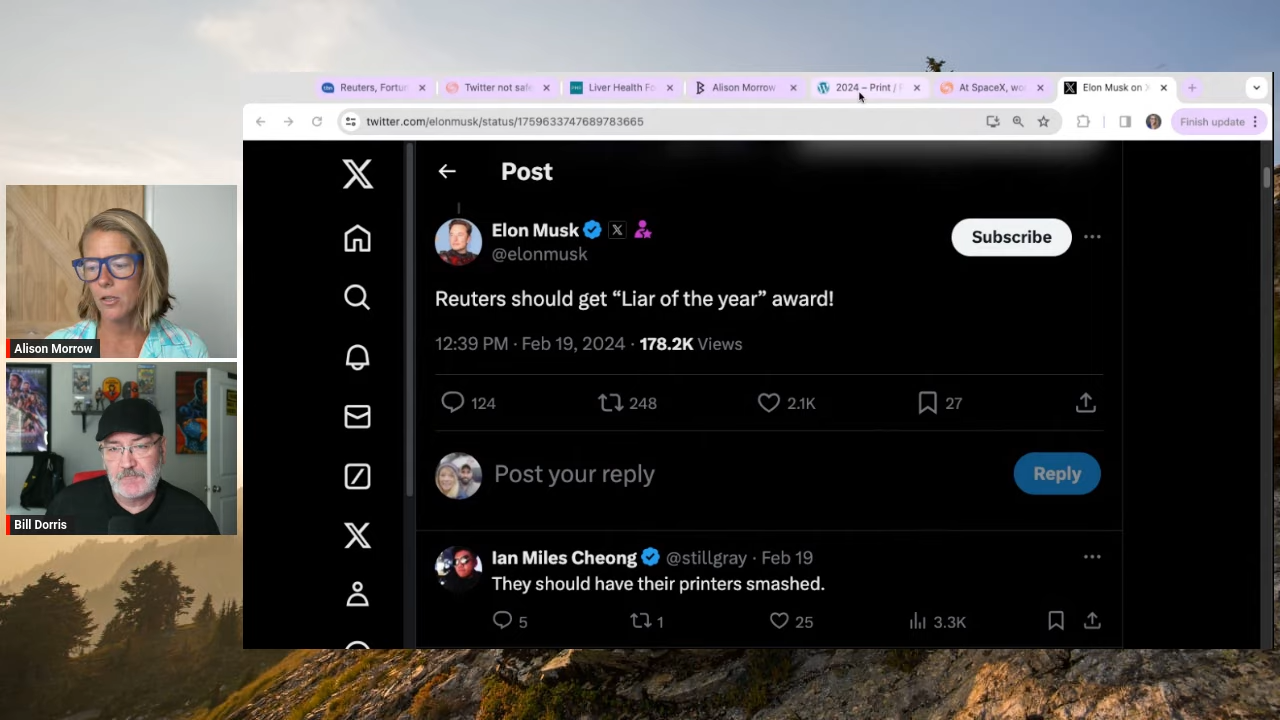 Reuters, Fortun
Twitter not safe
Liver Health Fo
Alison Morrow
2024 – Print /
At SpaceX, wo
Elon Musk on X
twitter.com/elonmusk/status/1759633747689783665
Finish update
Post
Elon Musk
@elonmusk
Subscribe
Reuters should get “Liar of the year” award!
12:39 PM · Feb 19, 2024 · 178.2K Views
124 248 2.1K 27
Post your reply
Reply
Ian Miles Cheong @stillgray · Feb 19
They should have their printers smashed.
5 1 25 3.3K
Alison Morrow
Bill Dorris